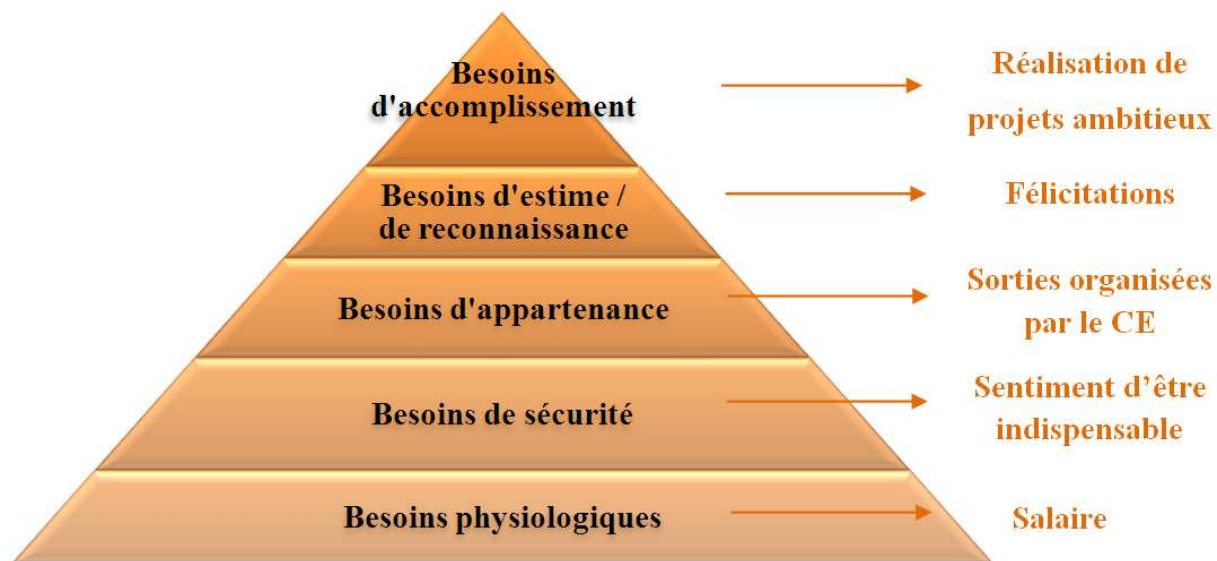 Besoins
d'accomplissement
Réalisation de
projets ambitieux
Besoins d'estime /
de reconnaissance
Félicitations
Besoins d'appartenance
Sorties organisées
par le CE
Besoins de sécurité
Sentiment d’être
indispensable
Besoins physiologiques
Salaire